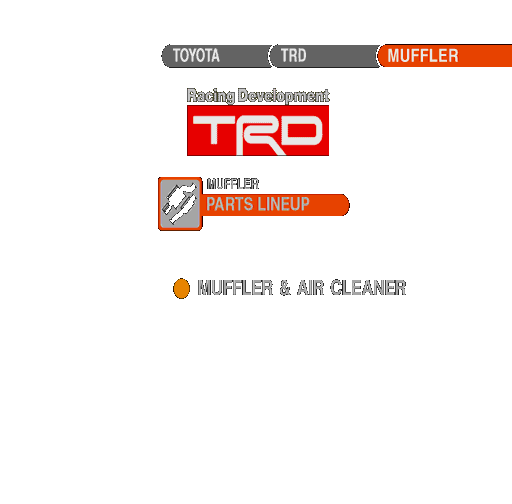 TOYOTA TRD MUFFLER
Racing Development
TRD
MUFFLER
PARTS LINEUP
MUFFLER & AIR CLEANER